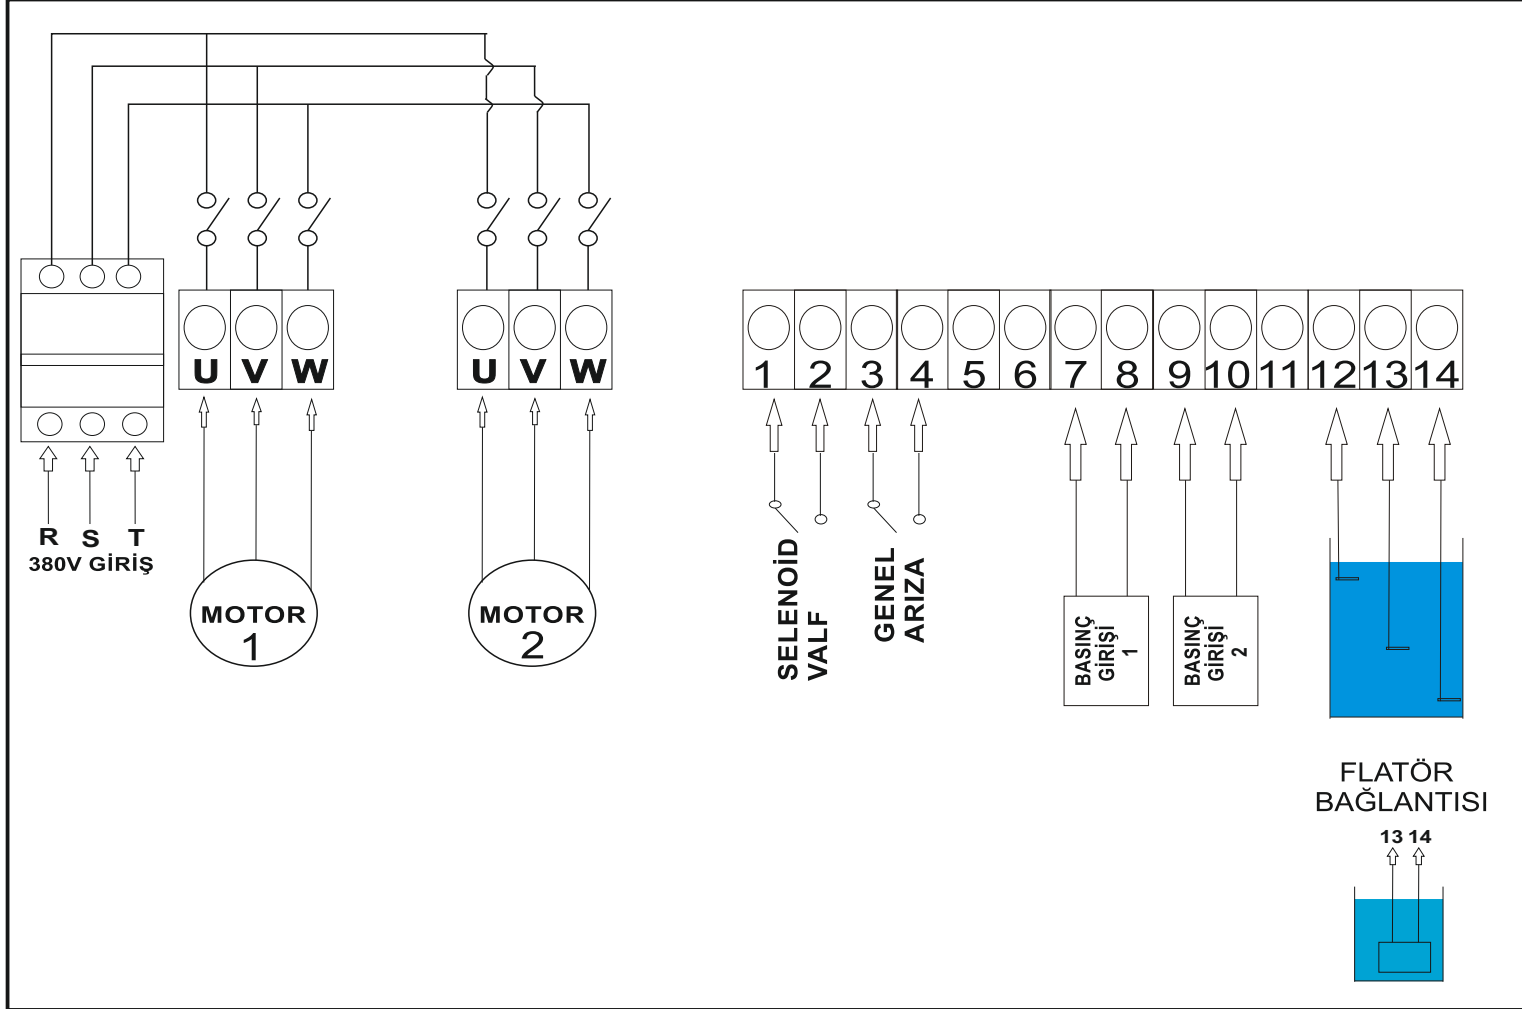 U V W
U V W
1 2 3 4 5 6 7 8 9 10 11 12 13 14
R S T
380V GİRİŞ
MOTOR
1
MOTOR
2
SELENOİD
VALF
GENEL
ARIZA
BASINÇ
GİRİŞİ
1
BASINÇ
GİRİŞİ
2
FLATÖR
BAĞLANTISI
13 14